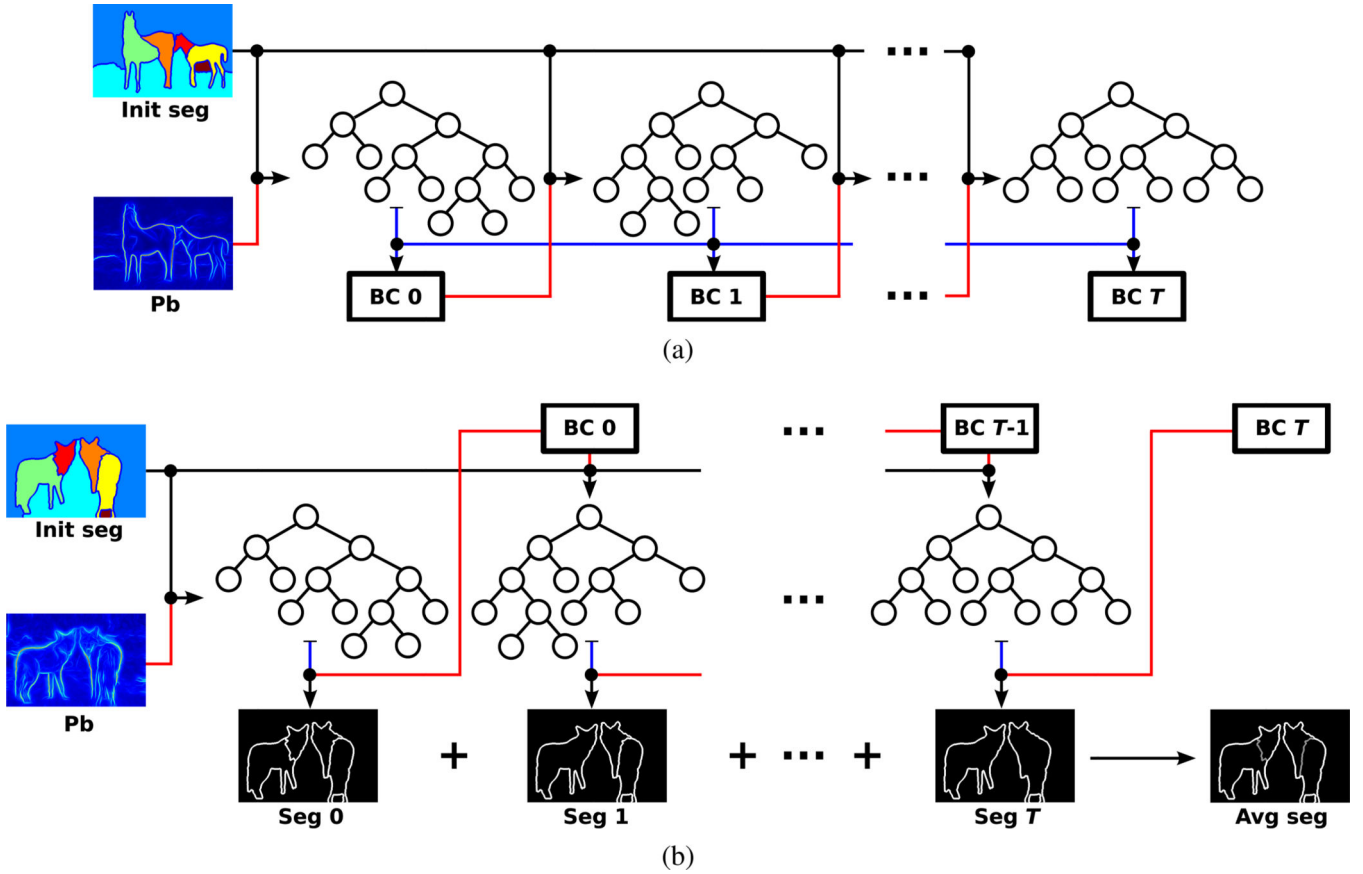 Init seg
Pb
...
...
...
BC 0
BC 1
BC T
(a)
BC 0
...
BC T-1
BC T
Init seg
Pb
...
+
+ ... +
Seg 0
Seg 1
Seg T
Avg seg
(b)